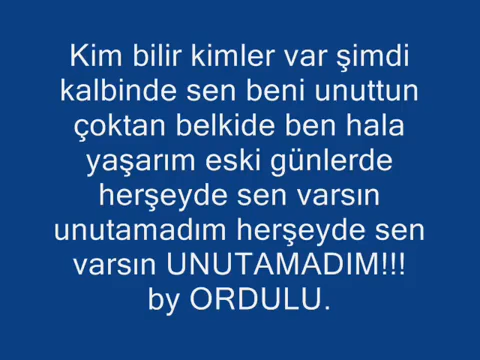 Kim bilir kimler var şimdi
kalbinde sen beni unuttun
çoktan belkide ben hala
yaşarım eski günlerde
herşeyde sen varsın
unutamadım herşeyde sen
varsın UNUTAMADIM!!!
by ORDULU.